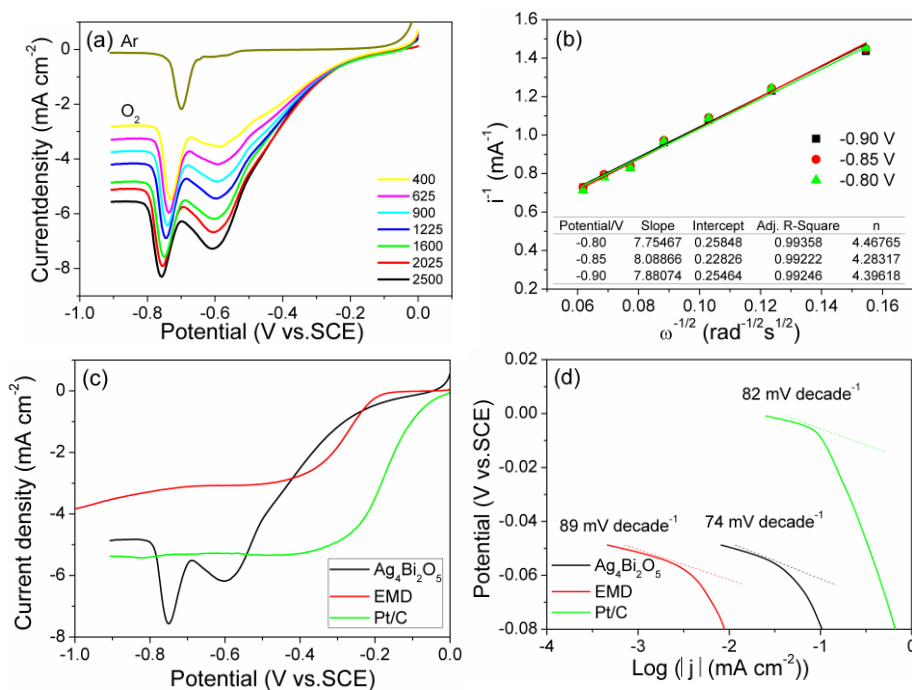 (a)
Ar
O2
400
625
900
1225
1600
2025
2500
Currentdensity (mA cm-2)
0
-2
-4
-6
-8
-1.0 -0.8 -0.6 -0.4 -0.2 0.0
Potential (V vs.SCE)
(b)
-0.90 V
-0.85 V
-0.80 V
i-1 (mA-1)
1.8
1.6
1.4
1.2
1.0
0.8
0.6
0.4
0.2
0.0
Potential/V Slope Intercept Adj. R-Square n
-0.80 7.75467 0.25848 0.99358 4.46765
-0.85 8.08866 0.22826 0.99222 4.28317
-0.90 7.88074 0.25464 0.99246 4.39618
0.06 0.08 0.10 0.12 0.14 0.16
ω-1/2 (rad-1/2s1/2)
(c)
Current density (mA cm-2)
0
-2
-4
-6
-8
Ag4Bi2O5
EMD
Pt/C
-1.0 -0.8 -0.6 -0.4 -0.2 0.0
Potential (V vs.SCE)
(d)
Potential (V vs.SCE)
0.02
0.00
-0.02
-0.04
-0.06
-0.08
82 mV decade-1
89 mV decade-1
74 mV decade-1
Ag4Bi2O5
EMD
Pt/C
-4 -3 -2 -1 0
Log (|j| (mA cm-2))